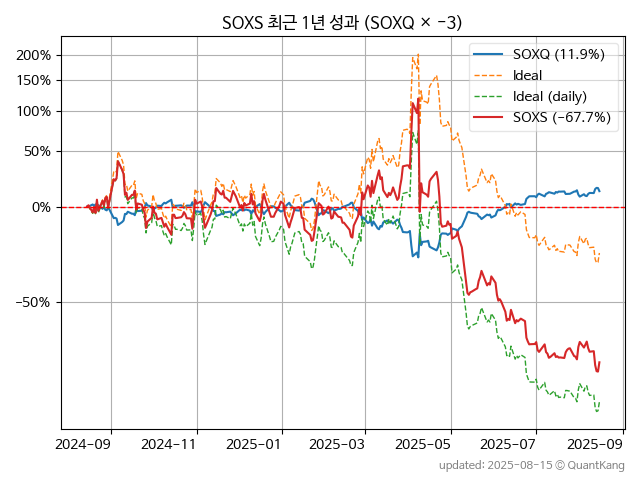 SOXS 최근 1년 성과 (SOXQ × −3)
200%
150%
100%
50%
0%
−50%
SOXQ (11.9%)
Ideal
Ideal (daily)
SOXS (−67.7%)
2024-09
2024-11
2025-01
2025-03
2025-05
2025-07
2025-09
updated: 2025-08-15 © QuantKang